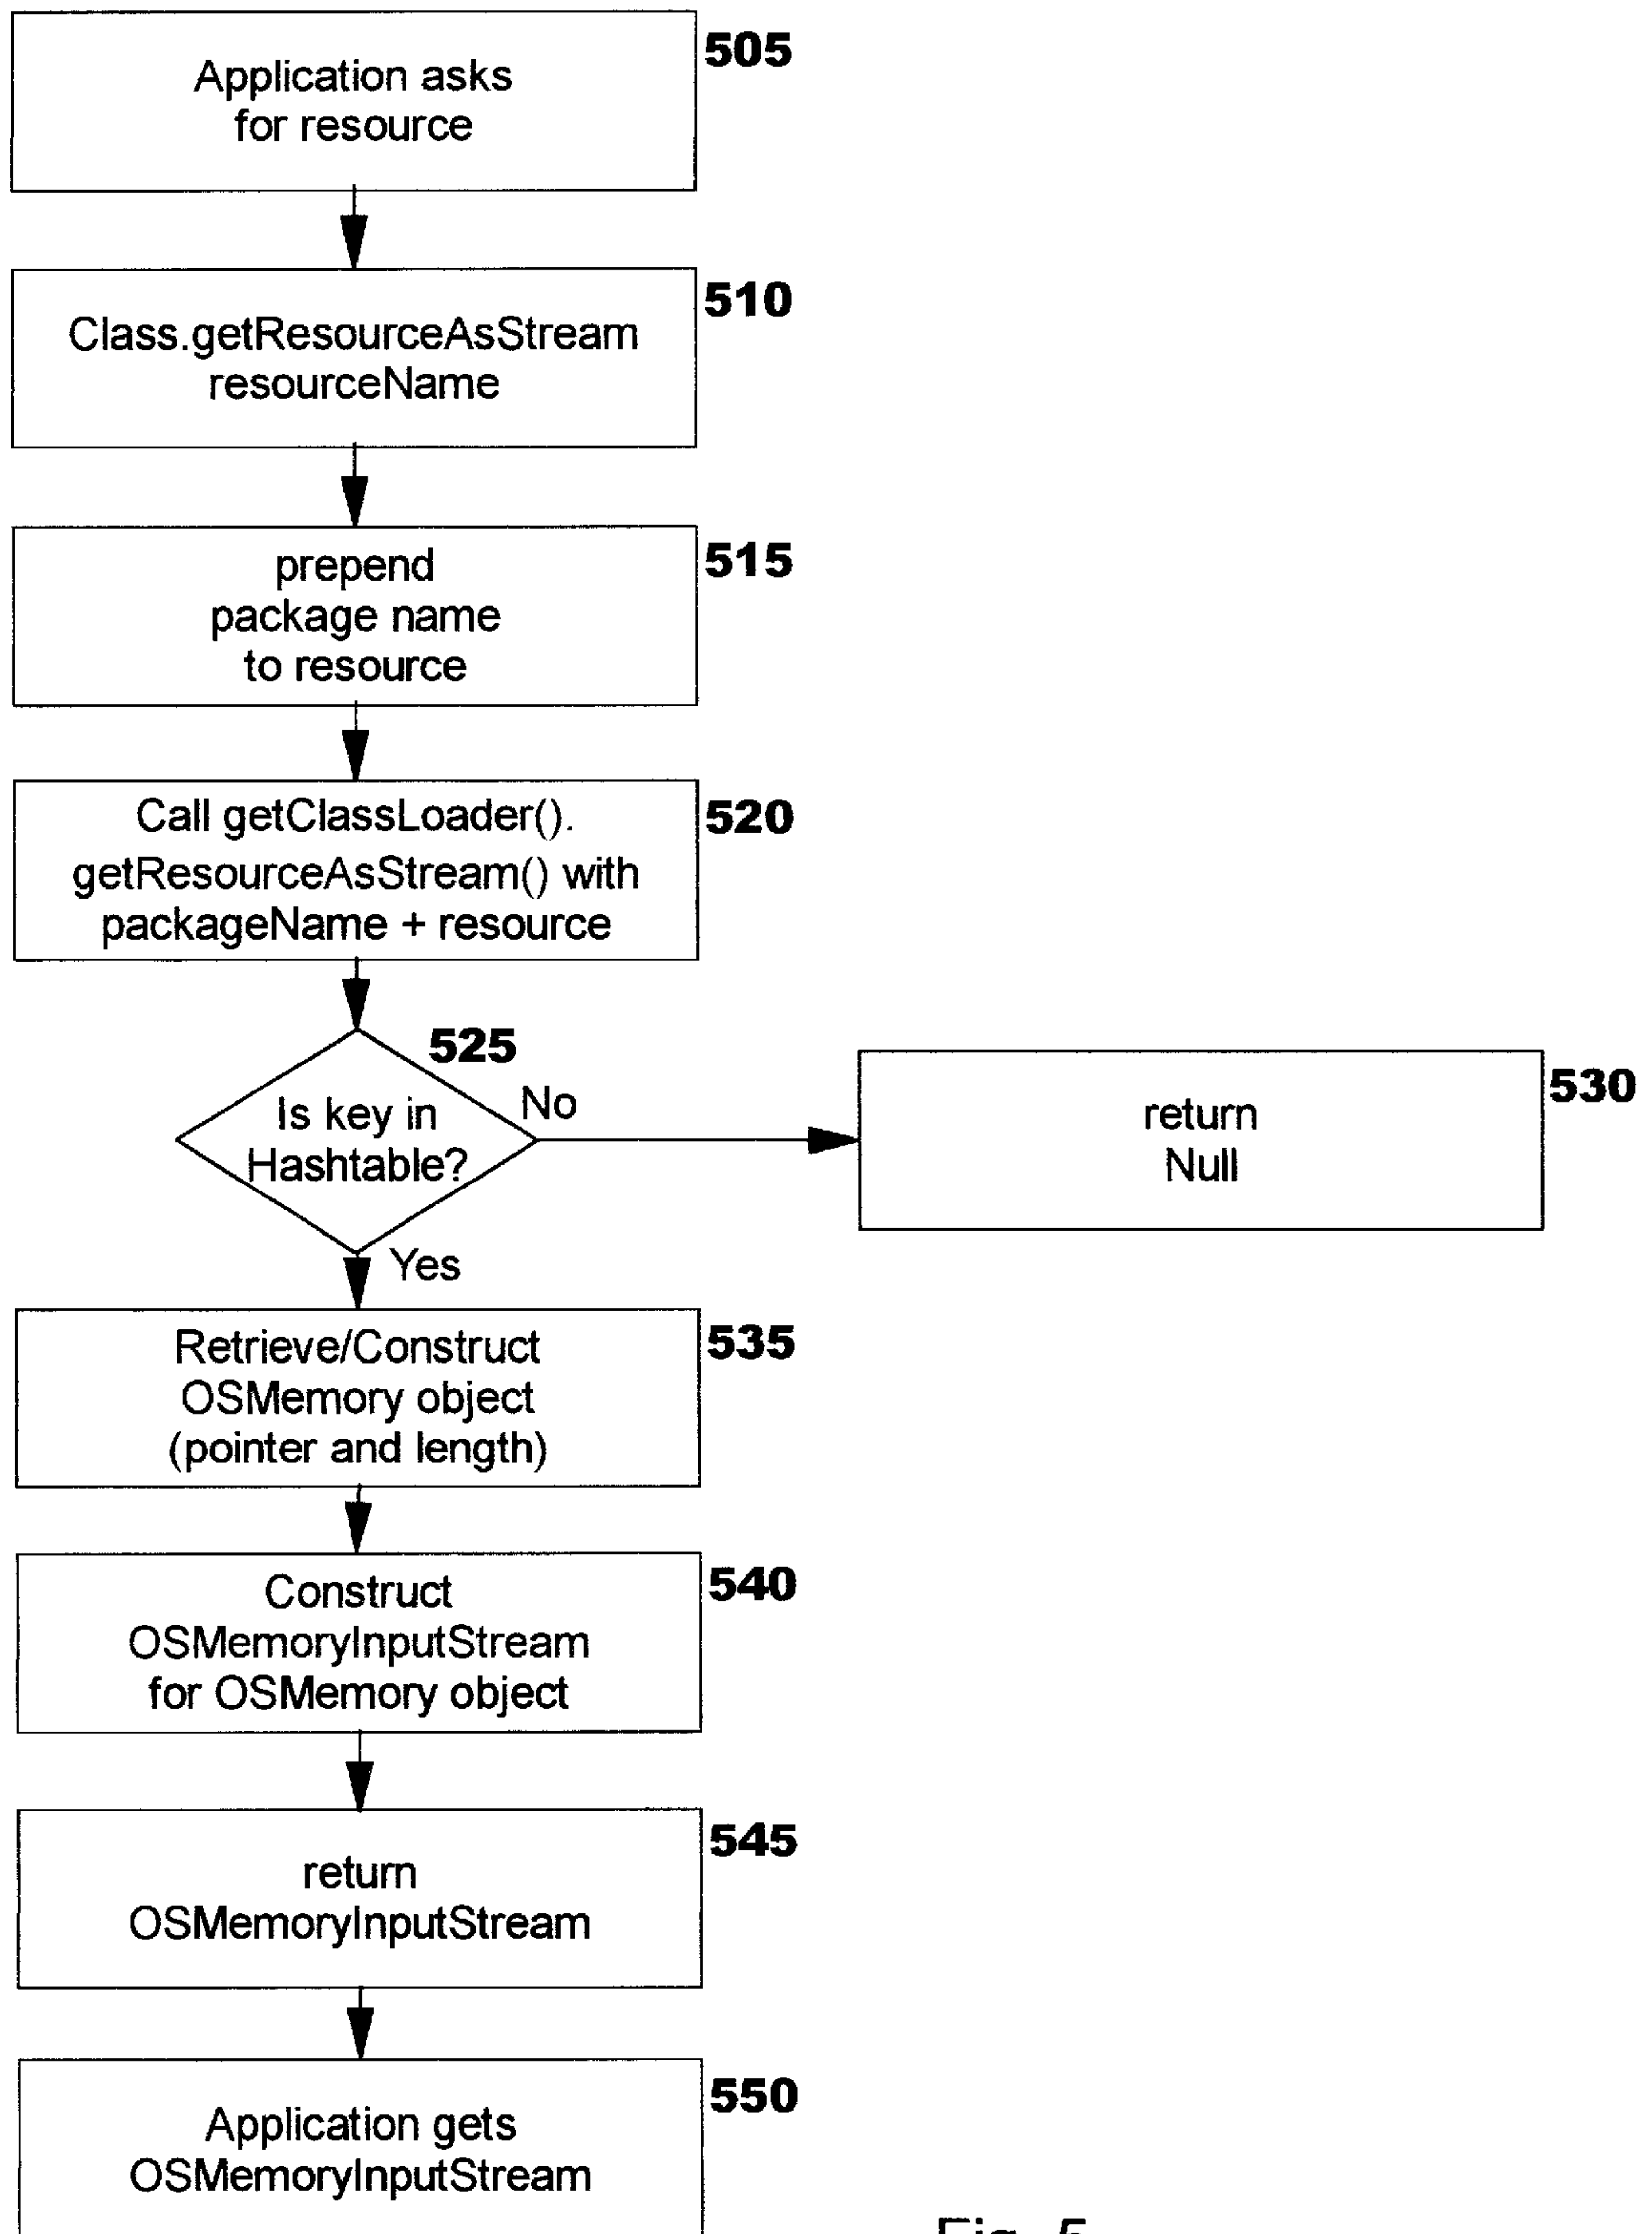 505
Application asks
for resource
510
Class.getResourceAsStream
resourceName
515
prepend
package name
to resource
520
Call getClassLoader().
getResourceAsStream() with
packageName + resource
525
Is key in
Hashtable?
No
530
return
Null
Yes
535
Retrieve/Construct
OSMemory object
(pointer and length)
540
Construct
OSMemoryInputStream
for OSMemory object
545
return
OSMemoryInputStream
550
Application gets
OSMemoryInputStream
Fig. 5